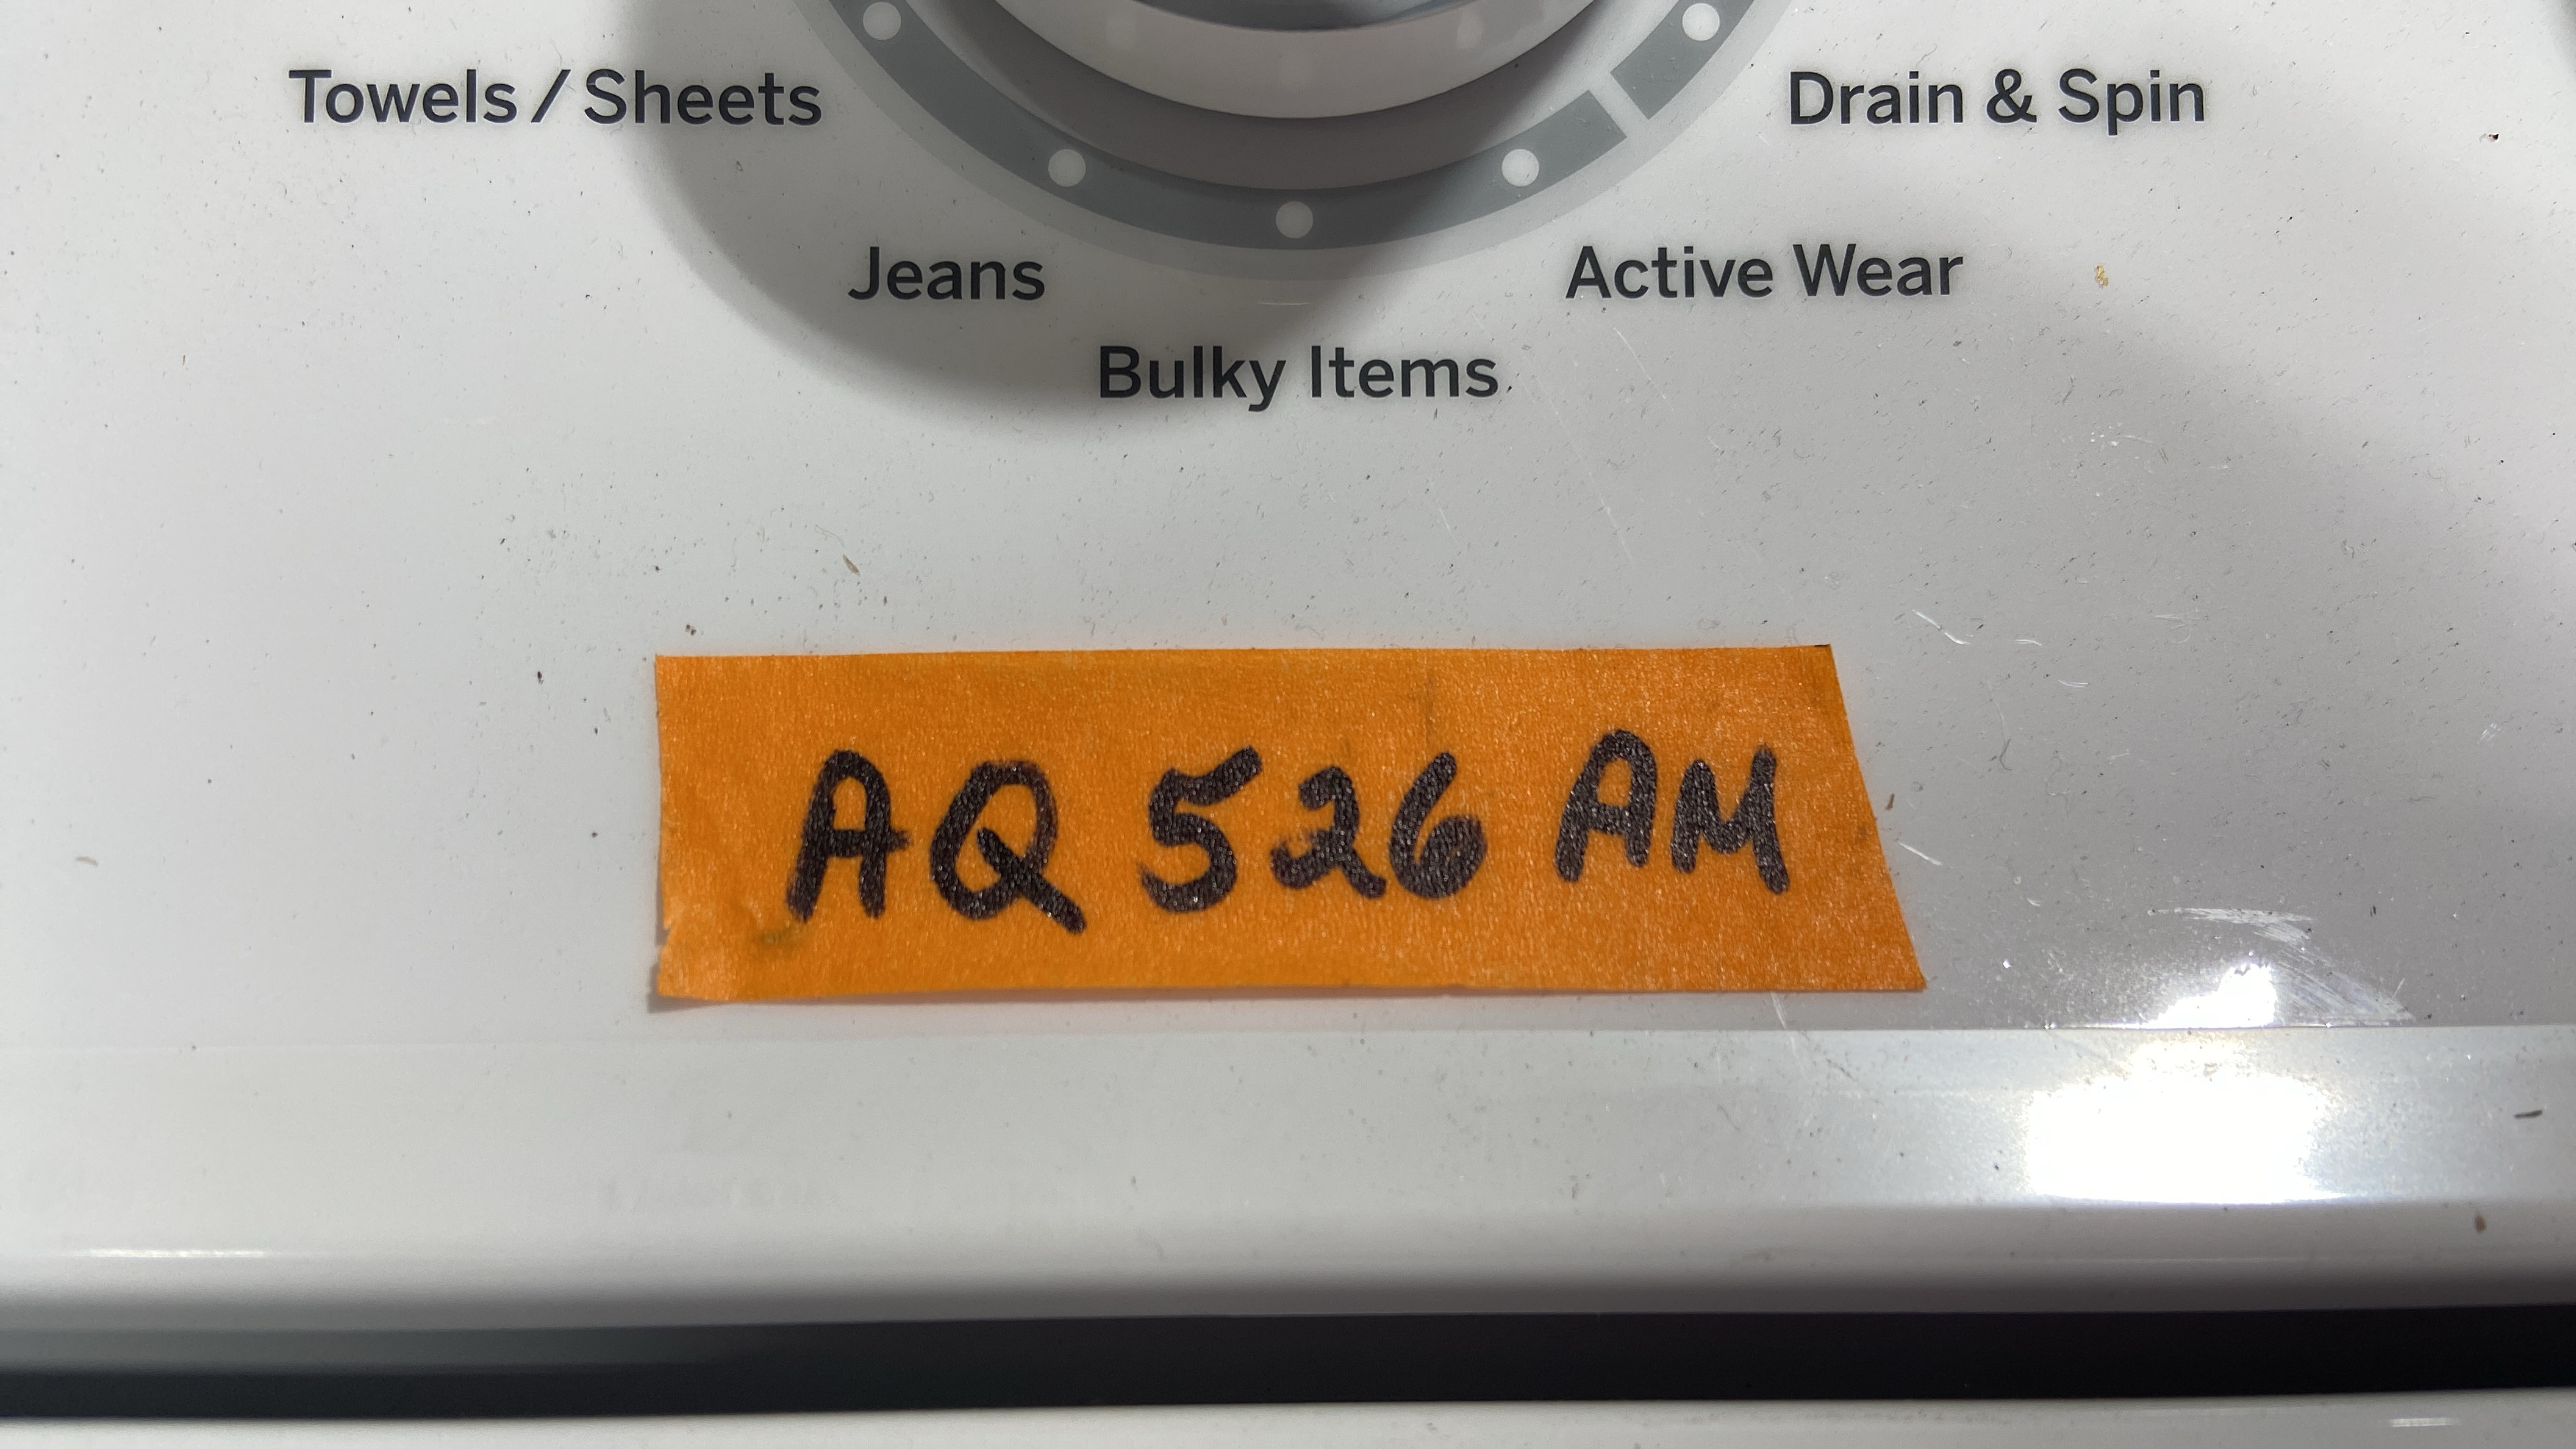 Towels / Sheets
Drain & Spin
Jeans
Active Wear
Bulky Items
AQ 526 AM